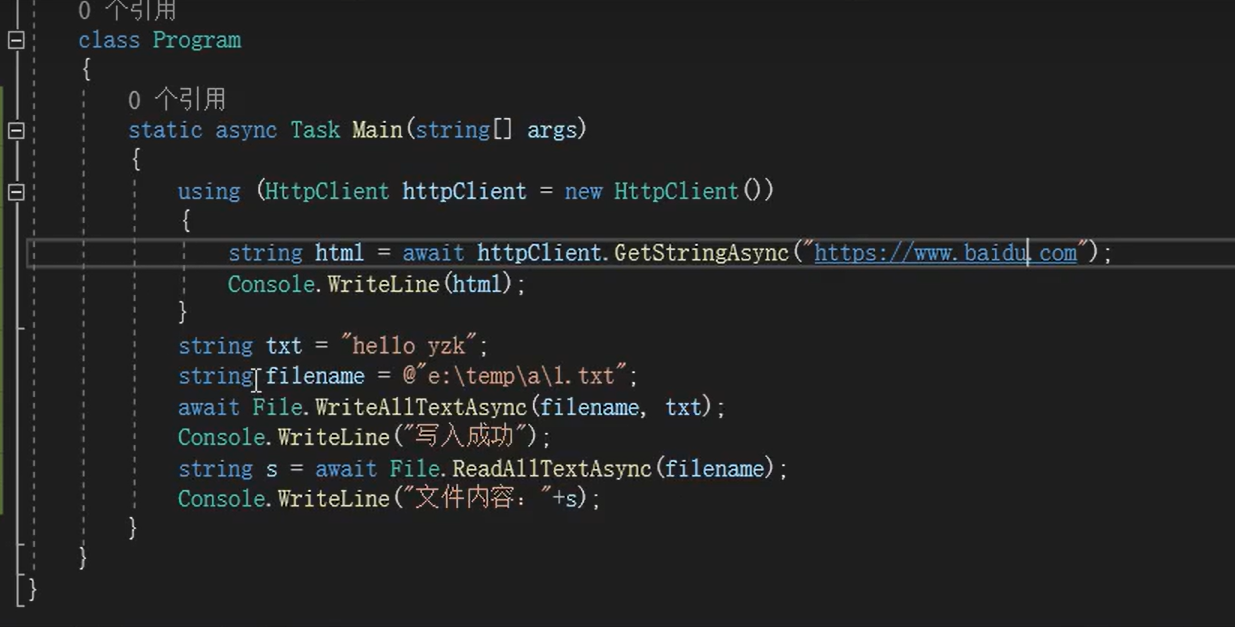 0 个引用
class Program
{
0 个引用
static async Task Main(string[] args)
{
using (HttpClient httpClient = new HttpClient())
{
string html = await httpClient.GetStringAsync("https://www.baidu.com");
Console.WriteLine(html);
}
string txt = "hello yzk";
string filename = @"e:\temp\a\1.txt";
await File.WriteAllTextAsync(filename, txt);
Console.WriteLine("写入成功");
string s = await File.ReadAllTextAsync(filename);
Console.WriteLine("文件内容："+s);
}
}
}